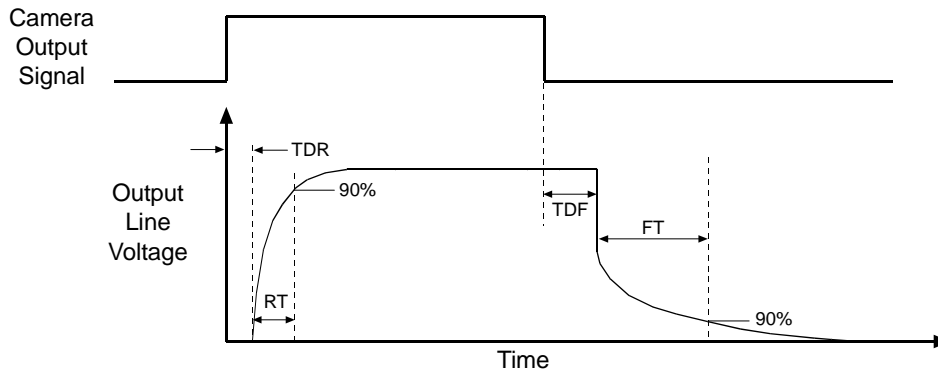 Camera
Output
Signal
TDR
90%
Output
Line
Voltage
TDF
FT
RT
90%
Time